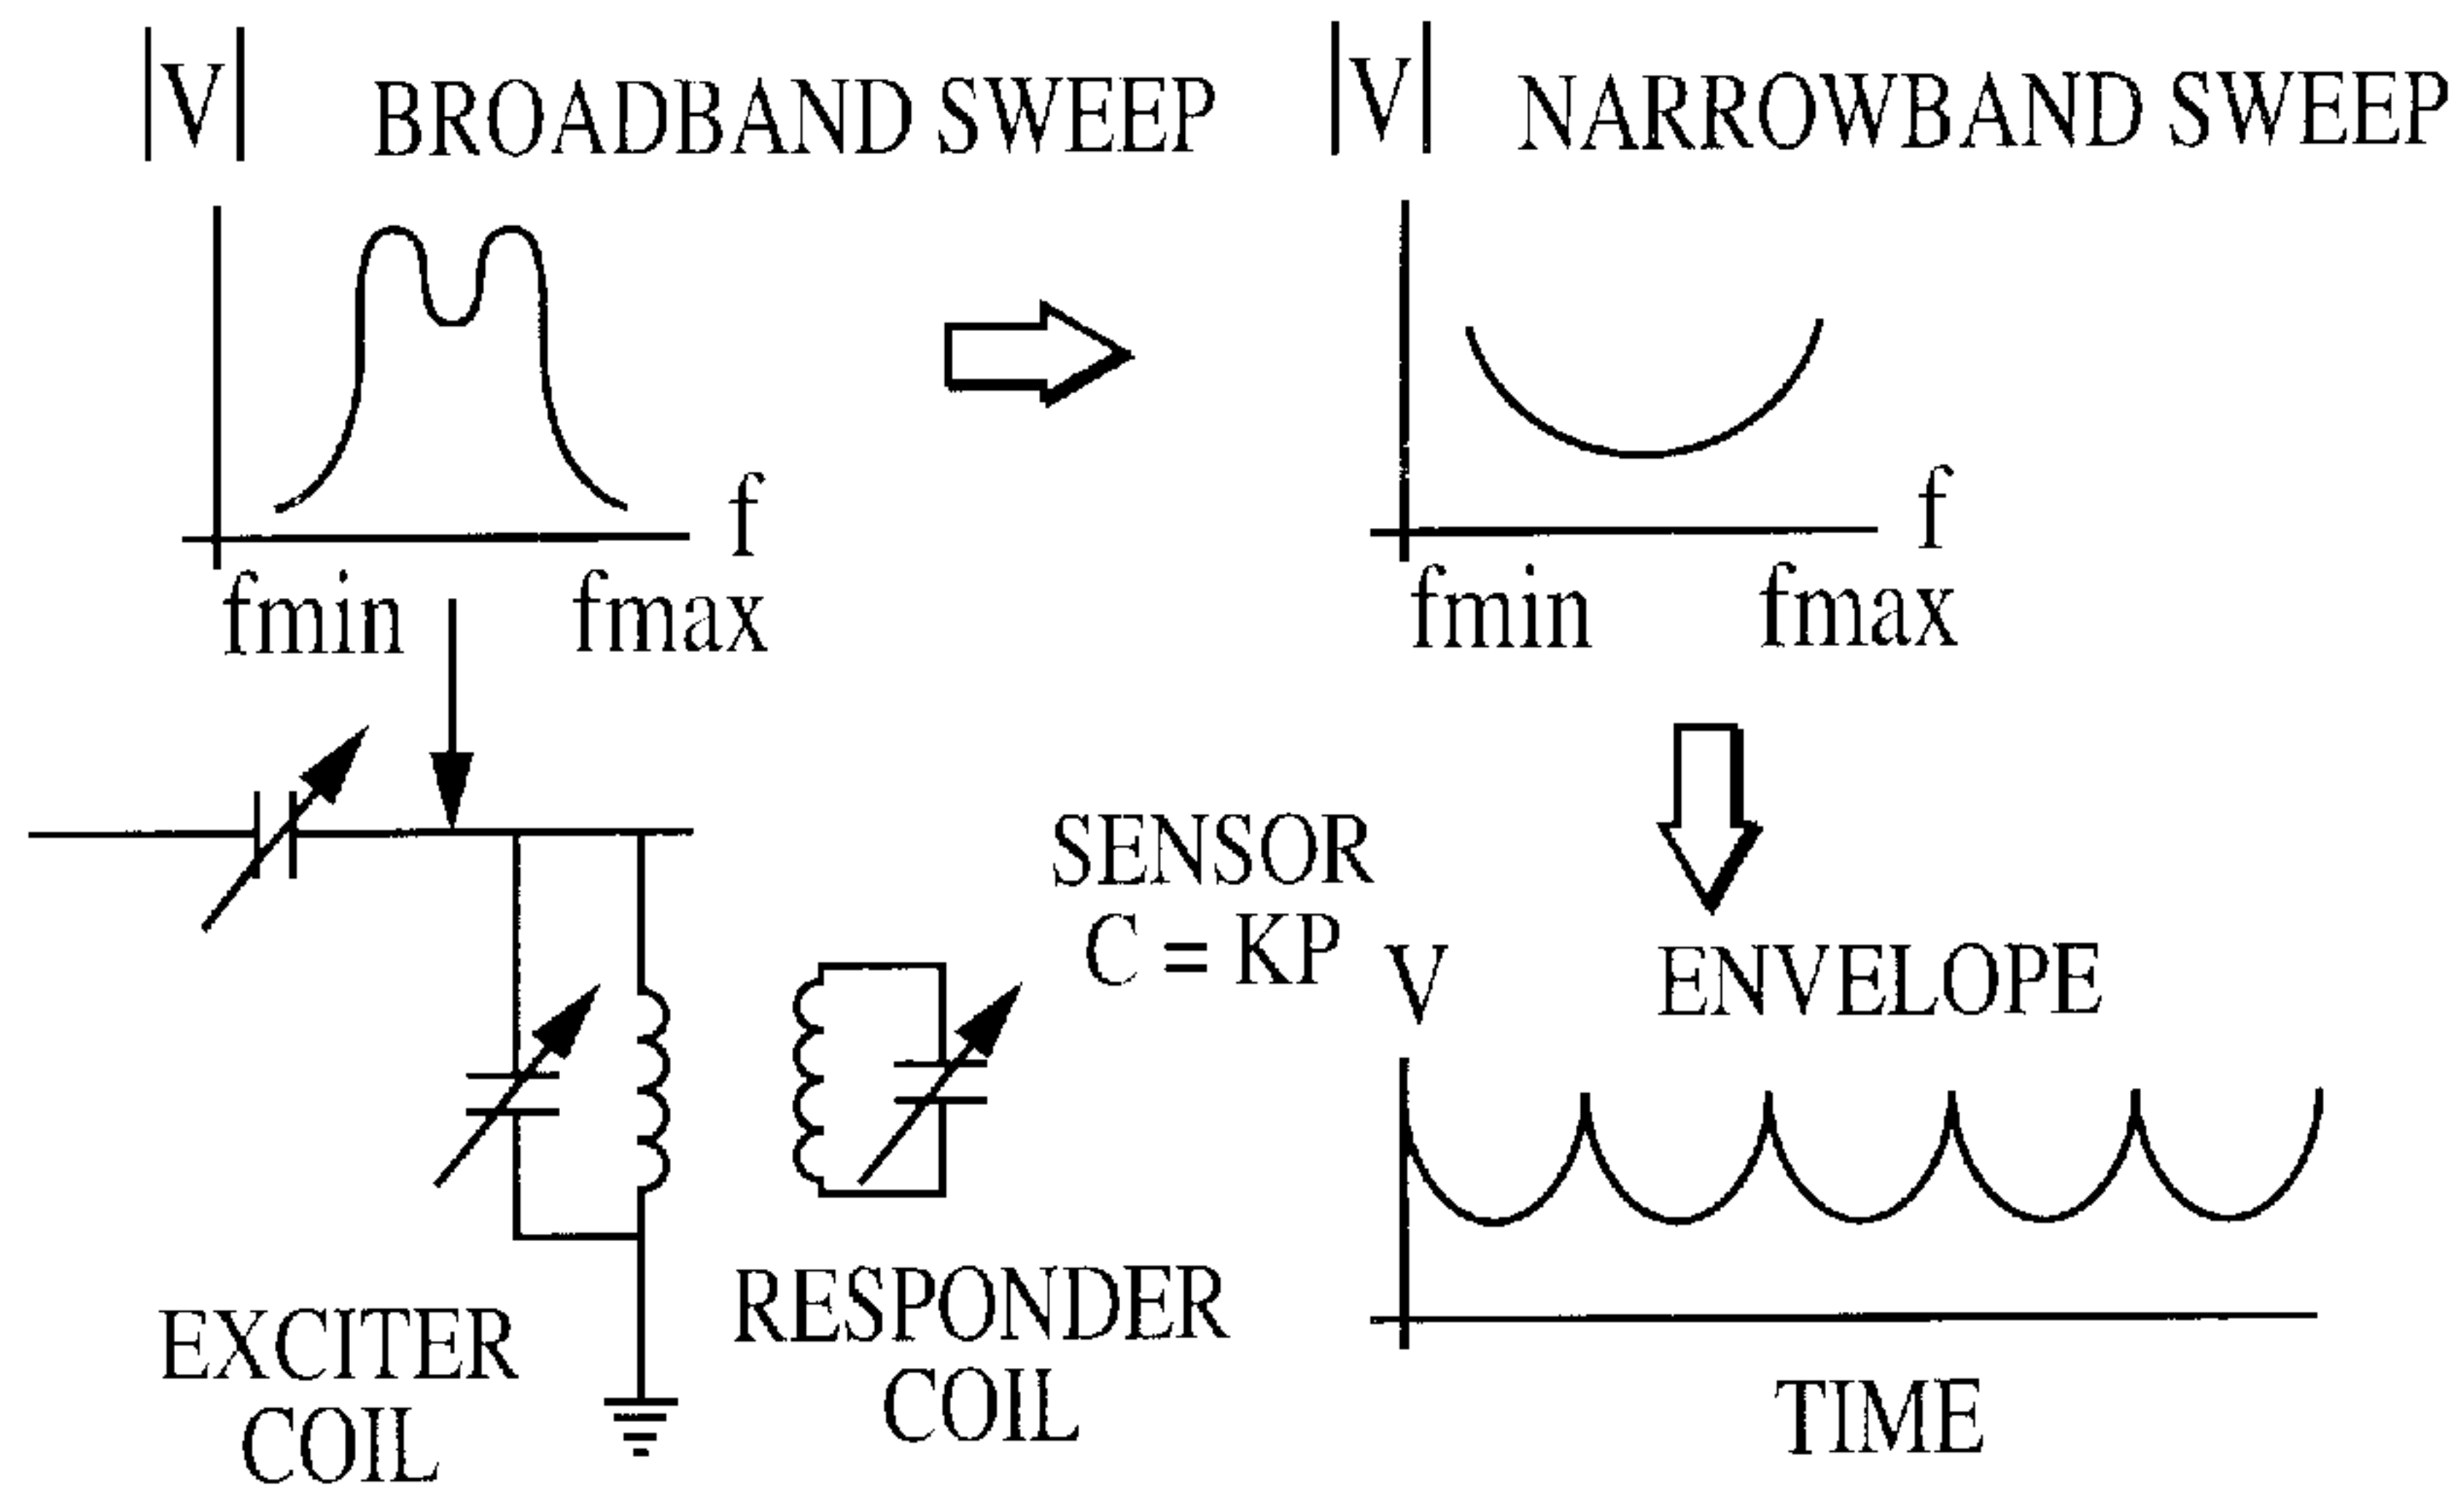 |V| BROADBAND SWEEP
f
fmin fmax
|V| NARROWBAND SWEEP
f
fmin fmax
SENSOR
C = KP
EXCITER
COIL
RESPONDER
COIL
V ENVELOPE
TIME